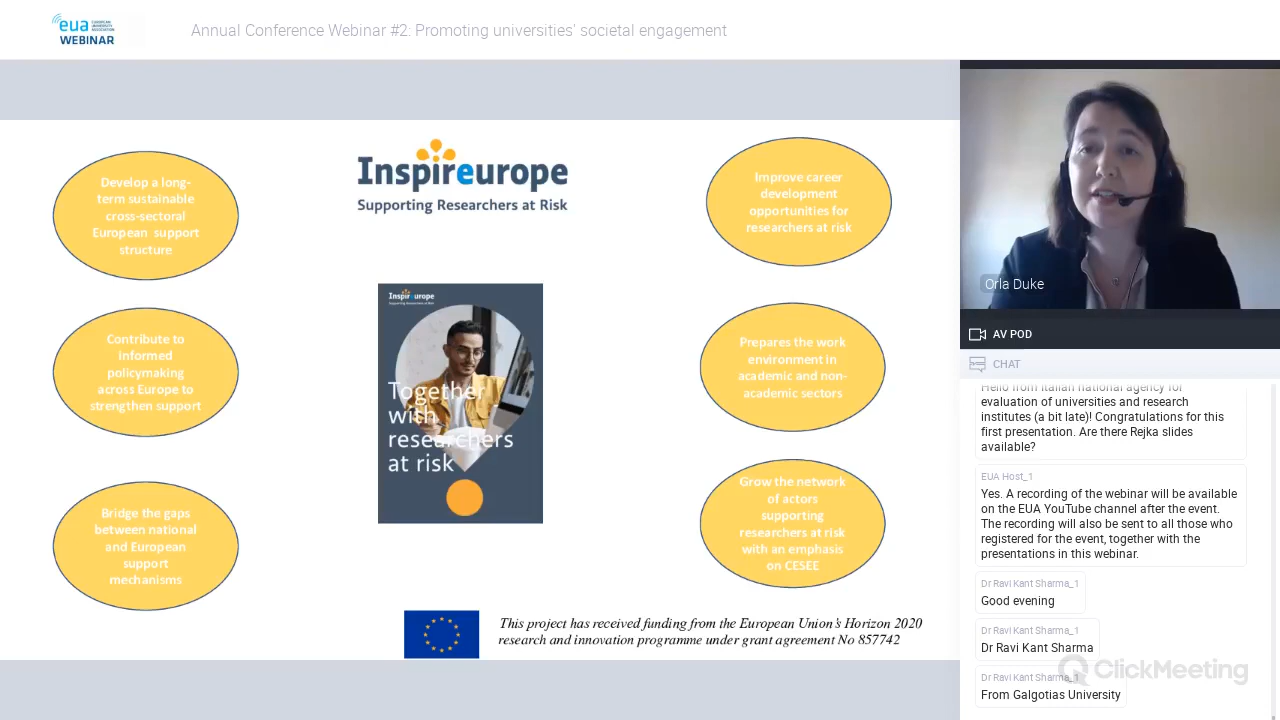 eua EUROPEAN UNIVERSITY ASSOCIATION
WEBINAR
Annual Conference Webinar #2: Promoting universities' societal engagement
Develop a long-
term sustainable
cross-sectoral
European support
structure
Contribute to
informed
policymaking
across Europe to
strengthen support
Bridge the gaps
between national
and European
support
mechanisms
Inspireurope
Supporting Researchers at Risk
Inspireurope
Supporting Researchers at Risk
Together
with
researchers
at risk
Improve career
development
opportunities for
researchers at risk
Prepares the work
environment in
academic and non-
academic sectors
Grow the network
of actors
supporting
researchers at risk
with an emphasis
on CESEE
This project has received funding from the European Union's Horizon 2020
research and innovation programme under grant agreement No 857742
Orla Duke
AV POD
CHAT
Hello from Italian national agency for
evaluation of universities and research
institutes (a bit late)! Congratulations for this
first presentation. Are there Rejka slides
available?
EUA Host_1
Yes. A recording of the webinar will be available
on the EUA YouTube channel after the event.
The recording will also be sent to all those who
registered for the event, together with the
presentations in this webinar.
Dr Ravi Kant Sharma_1
Good evening
Dr Ravi Kant Sharma_1
Dr Ravi Kant Sharma
Dr Ravi Kant Sharma_1
From Galgotias University
ClickMeeting